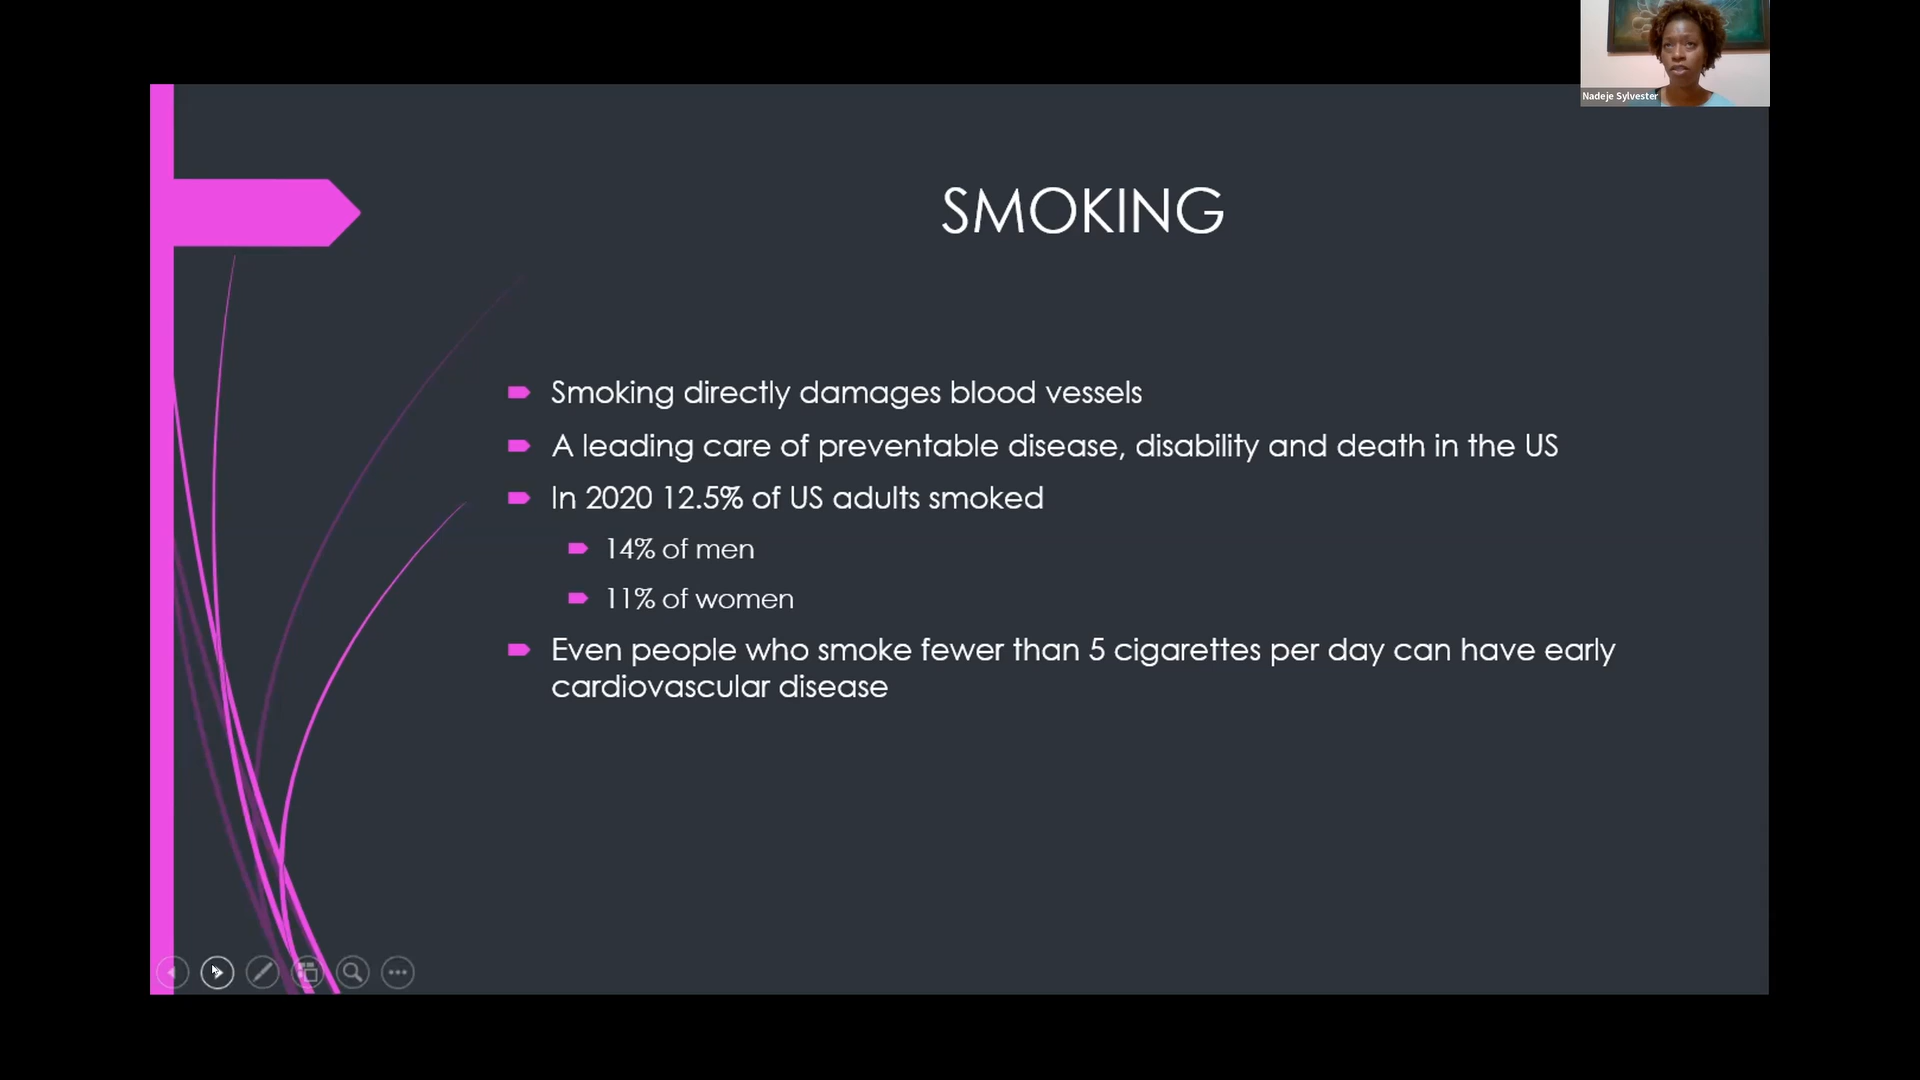 Nadeje Sylvester
SMOKING
Smoking directly damages blood vessels
A leading care of preventable disease, disability and death in the US
In 2020 12.5% of US adults smoked
14% of men
11% of women
Even people who smoke fewer than 5 cigarettes per day can have early
cardiovascular disease